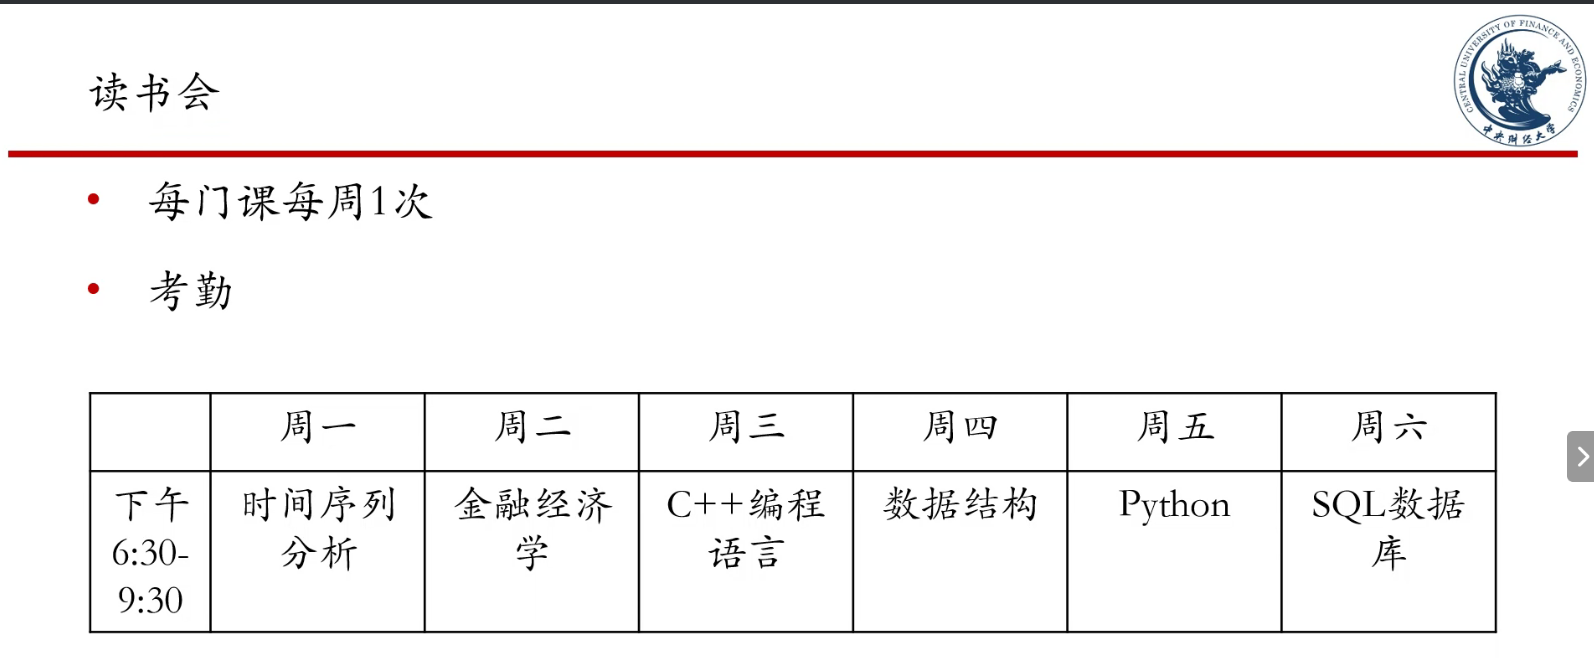 CENTRAL UNIVERSITY OF FINANCE AND ECONOMICS
中央财经大学
读书会
• 每门课每周1次
• 考勤
周一 周二 周三 周四 周五 周六
下午 时间序列 金融经济 C++编程 数据结构 Python SQL数据
6:30- 分析 学 语言 库
9:30